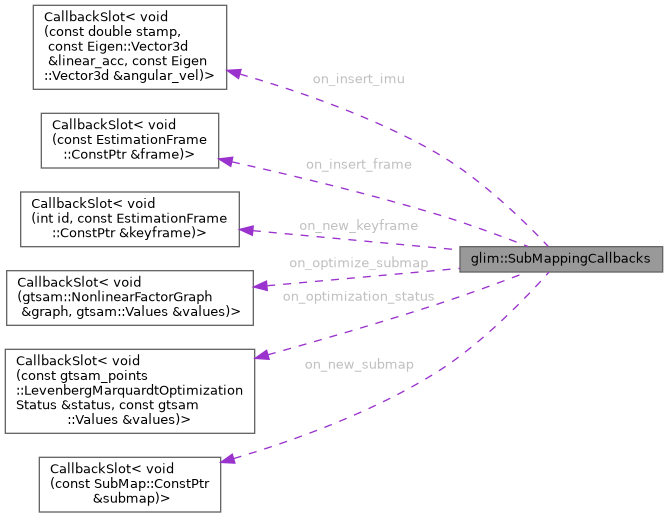 CallbackSlot< void
(const double stamp,
const Eigen::Vector3d
&linear_acc, const Eigen
::Vector3d &angular_vel)>
on_insert_imu
CallbackSlot< void
(const EstimationFrame
::ConstPtr &frame)>
on_insert_frame
CallbackSlot< void
(int id, const EstimationFrame
::ConstPtr &keyframe)>
on_new_keyframe
glim::SubMappingCallbacks
on_optimize_submap
CallbackSlot< void
(gtsam::NonlinearFactorGraph
&graph, gtsam::Values &values)>
on_optimization_status
CallbackSlot< void
(const gtsam_points
::LevenbergMarquardtOptimization
Status &status, const gtsam
::Values &values)>
on_new_submap
CallbackSlot< void
(const SubMap::ConstPtr
&submap)>